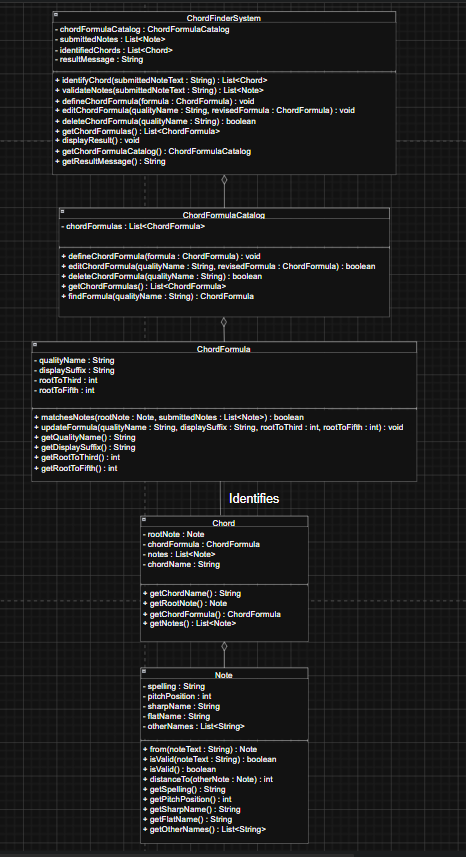 ChordFinderSystem
- chordFormulaCatalog : ChordFormulaCatalog
- submittedNotes : List<Note>
- identifiedChords : List<Chord>
- resultMessage : String
+ identifyChord(submittedNoteText : String) : List<Chord>
+ validateNotes(submittedNoteText : String) : List<Note>
+ defineChordFormula(formula : ChordFormula) : void
+ editChordFormula(qualityName : String, revisedFormula : ChordFormula) : void
+ deleteChordFormula(qualityName : String) : boolean
+ getChordFormulas() : List<ChordFormula>
+ displayResult() : void
+ getChordFormulaCatalog() : ChordFormulaCatalog
+ getResultMessage() : String
ChordFormulaCatalog
- chordFormulas : List<ChordFormula>
+ defineChordFormula(formula : ChordFormula) : void
+ editChordFormula(qualityName : String, revisedFormula : ChordFormula) : boolean
+ deleteChordFormula(qualityName : String) : boolean
+ getChordFormulas() : List<ChordFormula>
+ findFormula(qualityName : String) : ChordFormula
ChordFormula
- qualityName : String
- displaySuffix : String
- rootToThird : int
- rootToFifth : int
+ matchesNotes(rootNote : Note, submittedNotes : List<Note>) : boolean
+ updateFormula(qualityName : String, displaySuffix : String, rootToThird : int, rootToFifth : int) : void
+ getQualityName() : String
+ getDisplaySuffix() : String
+ getRootToThird() : int
+ getRootToFifth() : int
Identifies
Chord
- rootNote : Note
- chordFormula : ChordFormula
- notes : List<Note>
- chordName : String
+ getChordName() : String
+ getRootNote() : Note
+ getChordFormula() : ChordFormula
+ getNotes() : List<Note>
Note
- spelling : String
- pitchPosition : int
- sharpName : String
- flatName : String
- otherNames : List<String>
+ from(noteText : String) : Note
+ isValid(noteText : String) : boolean
+ isValid() : boolean
+ distanceTo(otherNote : Note) : int
+ getSpelling() : String
+ getPitchPosition() : int
+ getSharpName() : String
+ getFlatName() : String
+ getOtherNames() : List<String>